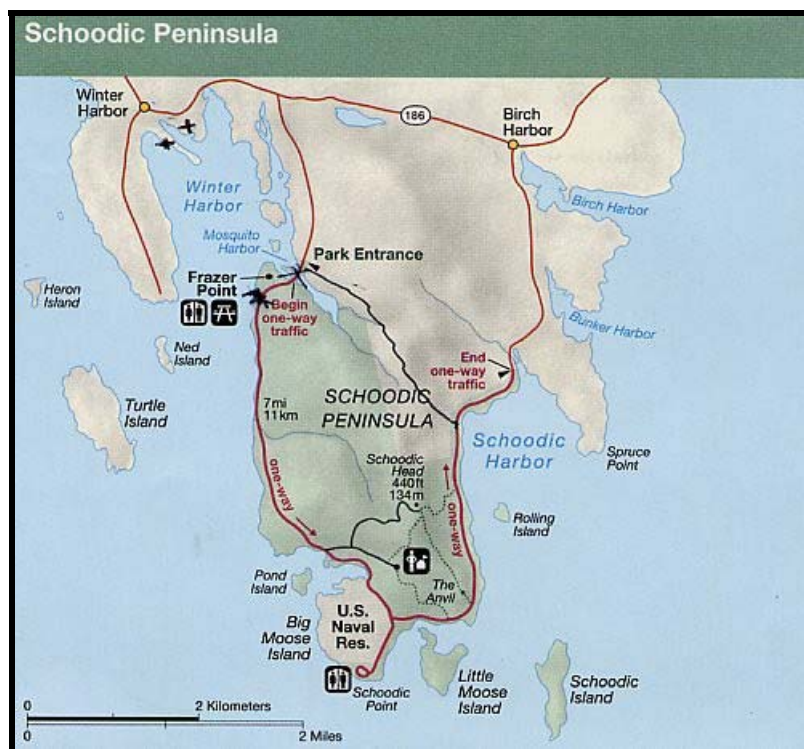 Schoodic Peninsula
Winter
Harbor
186
Birch
Harbor
Winter
Harbor
Birch Harbor
Mosquito
Harbor
Park Entrance
Frazer
Point
Heron
Island
Begin
one-way
traffic
Bunker Harbor
Ned
Island
End
one-way
traffic
Turtle
Island
7mi
11km
SCHOODIC
PENINSULA
Schoodic
Harbor
Spruce
Point
Schoodic
Head
440ft
134m
one-way
one-way
Rolling
Island
Pond
Island
The
Anvil
Big
Moose
Island
U.S.
Naval
Res.
Schoodic
Point
Little
Moose
Island
Schoodic
Island
0 2 Kilometers
0 2 Miles